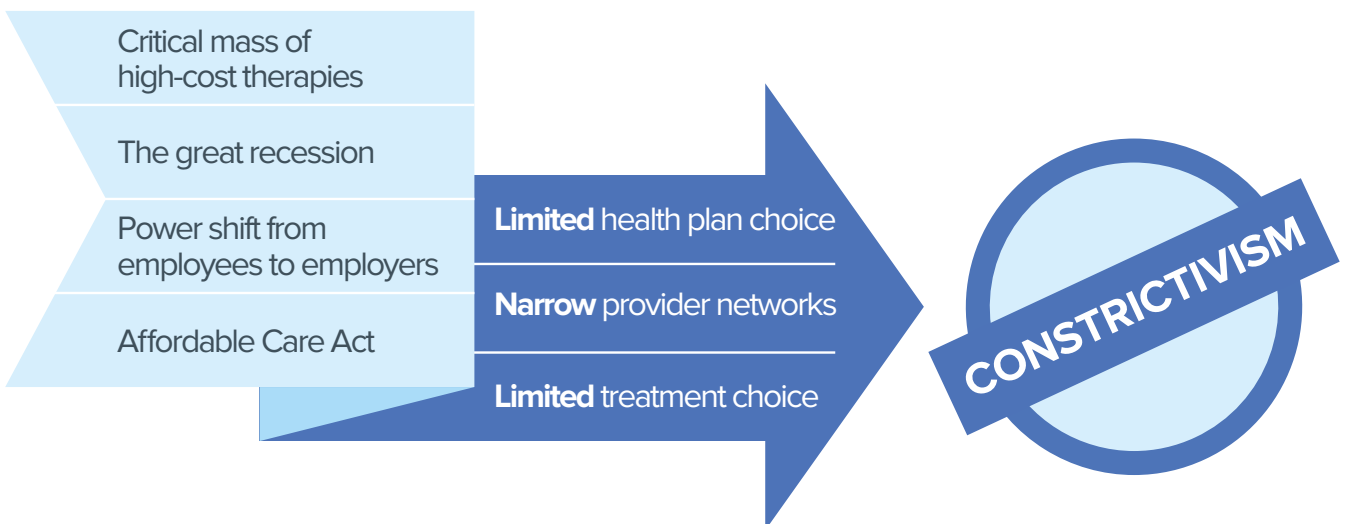 Critical mass of
high-cost therapies
The great recession
Power shift from
employees to employers
Affordable Care Act
Limited health plan choice
Narrow provider networks
Limited treatment choice
CONSTRICTIVISM